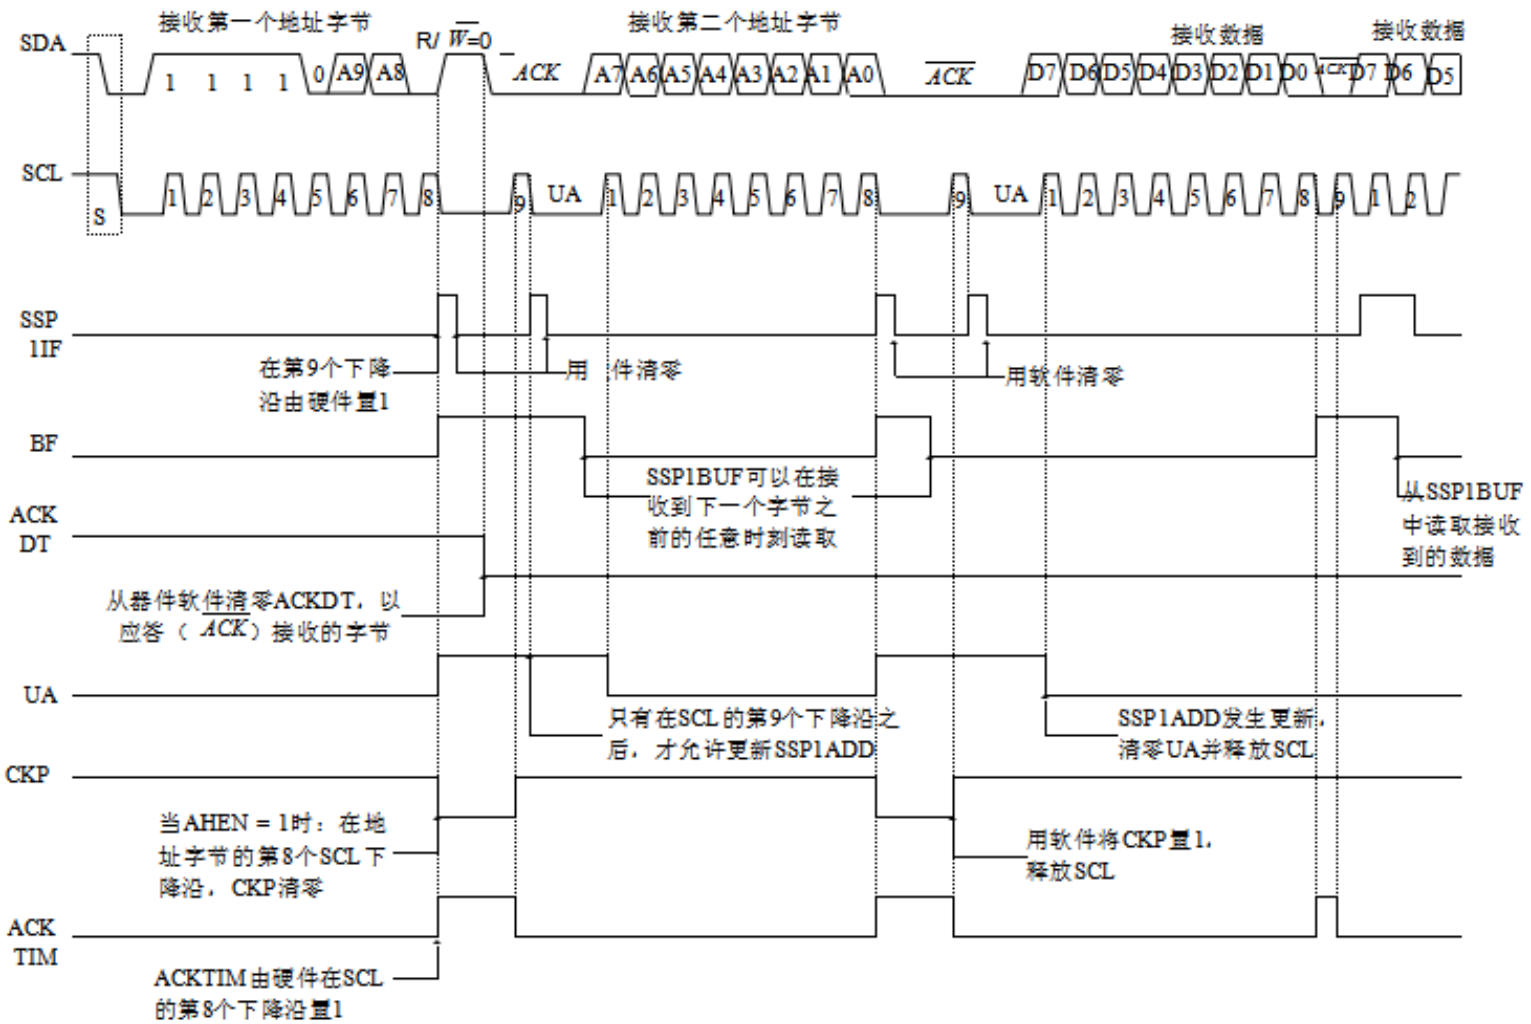 接收第一个地址字节
接收第二个地址字节
接收数据
接收数据
SDA
R/ W=0
1 1 1 1 0 A9 A8
ACK
A7 A6 A5 A4 A3 A2 A1 A0
ACK
D7 D6 D5 D4 D3 D2 D1 D0
ACK
D7 D6 D5
SCL
S
1 2 3 4 5 6 7 8 9
UA
1 2 3 4 5 6 7 8 9
UA
1 2 3 4 5 6 7 8 9 1 2
SSP
1IF
在第9个下降
沿由硬件置1
用 件清零
用软件清零
BF
SSP1BUF可以在接
收到下一个字节之
前的任意时刻读取
从SSP1BUF
中读取接收
到的数据
ACK
DT
从器件软件清零ACKDT，以
应答（ ACK）接收的字节
UA
只有在SCL的第9个下降沿之
后，才允许更新SSP1ADD
SSP1ADD发生更新，
清零UA并释放SCL
CKP
当AHEN = 1时：在地
址字节的第8个SCL下
降沿，CKP清零
用软件将CKP置1，
释放SCL
ACK
TIM
ACKTIM由硬件在SCL
的第8个下降沿置1